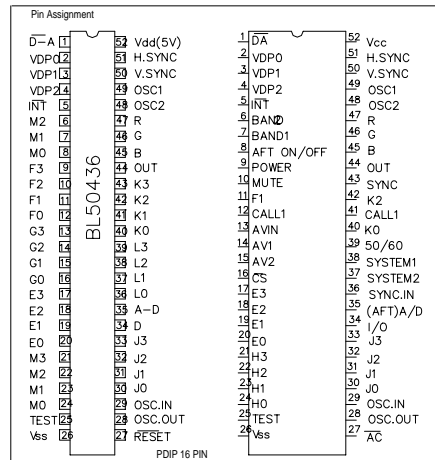 Pin Assignment
D-A 1 52 Vdd(5V)
VDP0 2 51 H.SYNC
VDP1 3 50 V.SYNC
VDP2 4 49 OSC1
INT 5 48 OSC2
M2 6 47 R
M1 7 46 G
M0 8 45 B
F3 9 44 OUT
F2 10 43 K3
F1 11 42 K2
F0 12 41 K1
G3 13 40 K0
G2 14 39 L3
G1 15 38 L2
G0 16 37 L1
E3 17 36 L0
E2 18 35 A-D
E1 19 34 D
E0 20 33 J3
M3 21 32 J2
M2 22 31 J1
M1 23 30 J0
M0 24 29 OSC.IN
TEST 25 28 OSC.OUT
Vss 26 27 RESET
BL50436
1 DA 52 Vcc
2 VDP0 51 H.SYNC
3 VDP1 50 V.SYNC
4 VDP2 49 OSC1
5 INT 48 OSC2
6 BAND2 47 R
7 BAND1 46 G
8 AFT ON/OFF 45 B
9 POWER 44 OUT
10 MUTE 43 SYNC
11 F1 42 K2
12 CALL1 41 CALL1
13 AVIN 40 K0
14 AV1 39 50/60
15 AV2 38 SYSTEM1
16 CS 37 SYSTEM2
17 E3 36 SYNC.IN
18 E2 35 (AFT)A/D
19 E1 34 I/O
20 E0 33 J3
21 H3 32 J2
22 H2 31 J1
23 H1 30 J0
24 H0 29 OSC.IN
25 TEST 28 OSC.OUT
26 Vss 27 AC
PDIP 16 PIN